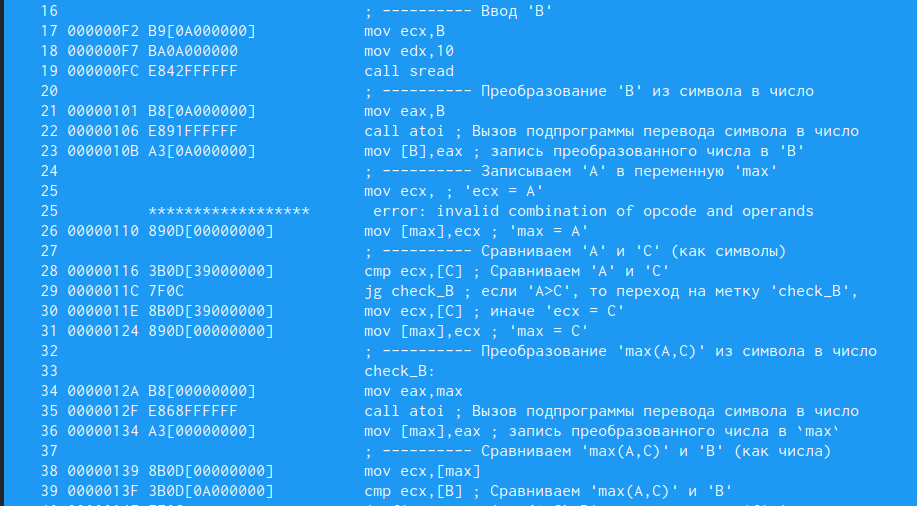 16 ; ---------- Ввод 'B'
17 000000F2 B9[0A000000] mov ecx,B
18 000000F7 BA0A000000 mov edx,10
19 000000FC E842FFFFFF call sread
20 ; ---------- Преобразование 'B' из символа в число
21 00000101 B8[0A000000] mov eax,B
22 00000106 E891FFFFFF call atoi ; Вызов подпрограммы перевода символа в число
23 0000010B A3[0A000000] mov [B],eax ; запись преобразованного числа в 'B'
24 ; ---------- Записываем 'A' в переменную 'max'
25 mov ecx, ; 'ecx = A'
25 ****************** error: invalid combination of opcode and operands
26 00000110 890D[00000000] mov [max],ecx ; 'max = A'
27 ; ---------- Сравниваем 'A' и 'C' (как символы)
28 00000116 3B0D[39000000] cmp ecx,[C] ; Сравниваем 'A' и 'C'
29 0000011C 7F0C jg check_B ; если 'A>C', то переход на метку 'check_B',
30 0000011E 8B0D[39000000] mov ecx,[C] ; иначе 'ecx = C'
31 00000124 890D[00000000] mov [max],ecx ; 'max = C'
32 ; ---------- Преобразование 'max(A,C)' из символа в число
33 check_B:
34 0000012A B8[00000000] mov eax,max
35 0000012F E868FFFFFF call atoi ; Вызов подпрограммы перевода символа в число
36 00000134 A3[00000000] mov [max],eax ; запись преобразованного числа в `max`
37 ; ---------- Сравниваем 'max(A,C)' и 'B' (как числа)
38 00000139 8B0D[00000000] mov ecx,[max]
39 0000013F 3B0D[0A000000] cmp ecx,[B] ; Сравниваем 'max(A,C)' и 'B'